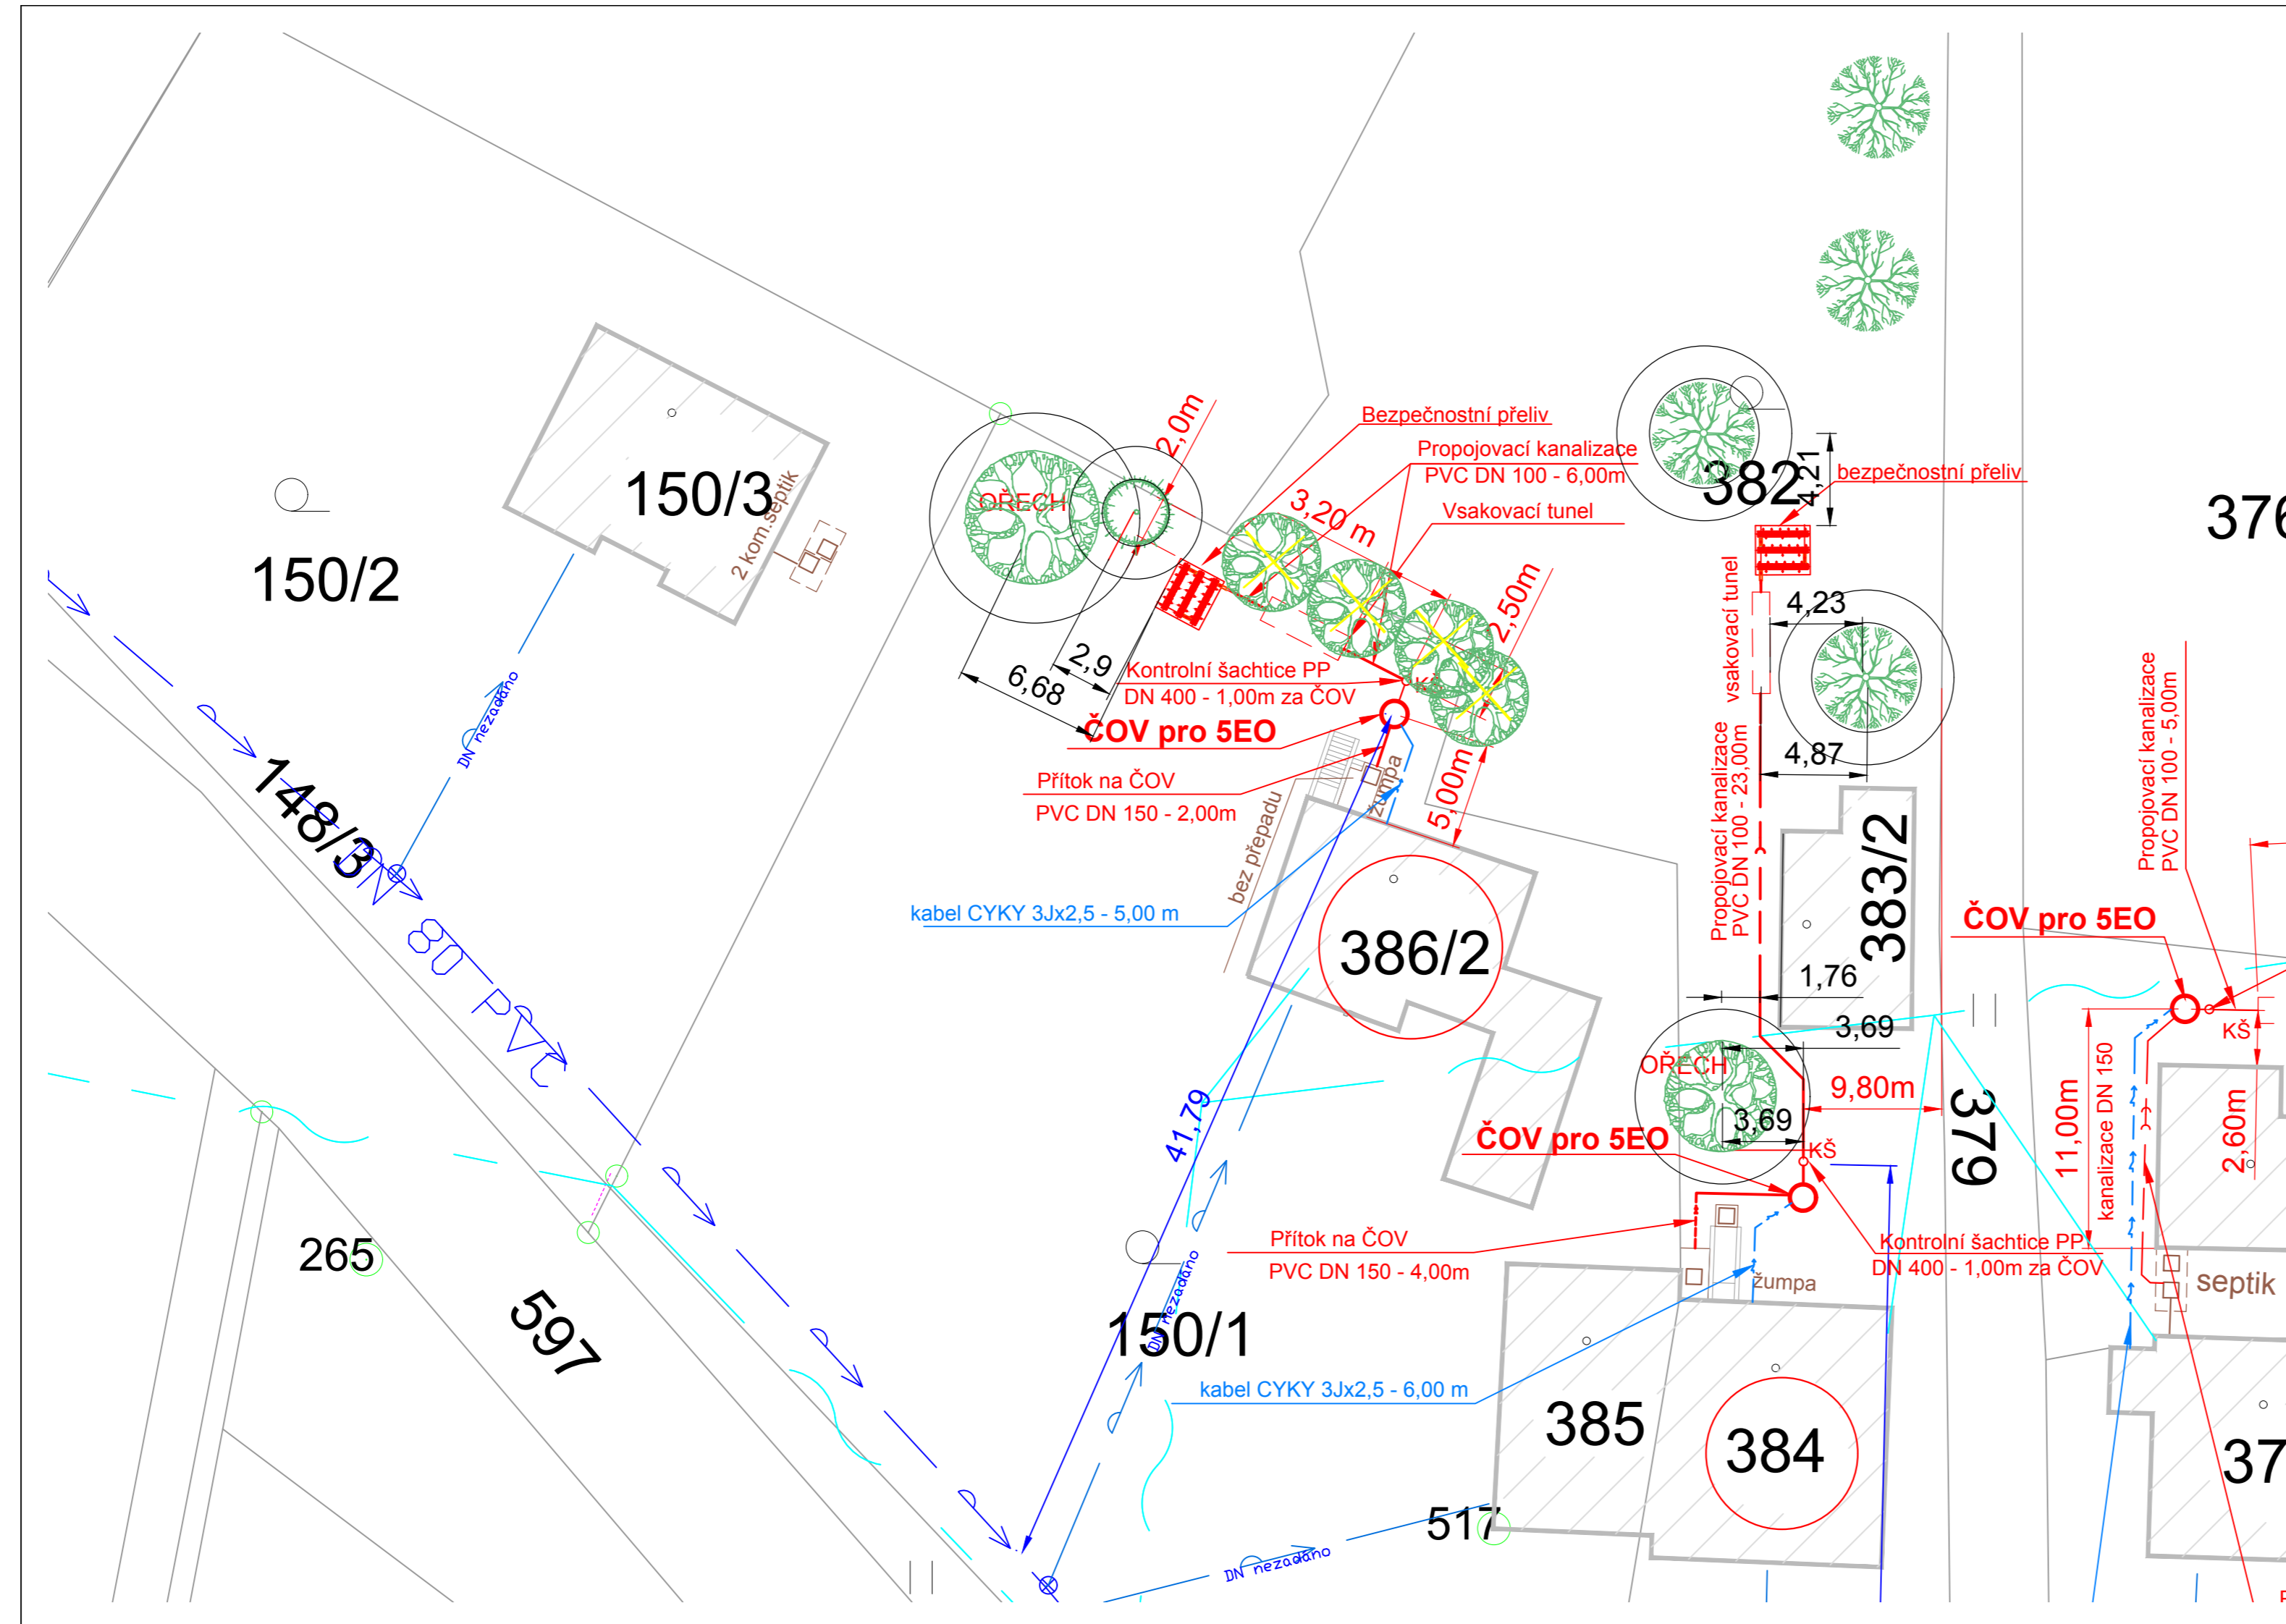 150/2
150/3
2 kom.septik
DN nezadáno
148/3
DN 80 PVC
265
597
OŘECH
2,0m
Bezpečnostní přeliv
Propojovací kanalizace
PVC DN 100 - 6,00m
Vsakovací tunel
3,20 m
2,50m
2,9
6,68
Kontrolní šachtice PP
DN 400 - 1,00m za ČOV
KŠ
ČOV pro 5EO
Přítok na ČOV
PVC DN 150 - 2,00m
žumpa
5,00m
bez přepadu
kabel CYKY 3Jx2,5 - 5,00 m
386/2
41,79
DN nezadáno
150/1
382
4,21
bezpečnostní přeliv
vsakovací tunel
4,23
4,87
Propojovací kanalizace
PVC DN 100 - 23,00m
383/2
1,76
3,69
OŘECH
9,80m
3,69
KŠ
ČOV pro 5EO
Přítok na ČOV
PVC DN 150 - 4,00m
Kontrolní šachtice PP
DN 400 - 1,00m za ČOV
žumpa
kabel CYKY 3Jx2,5 - 6,00 m
385
384
517
DN nezadáno
379
376
Propojovací kanalizace
PVC DN 100 - 5,00m
ČOV pro 5EO
KŠ
11,00m
kanalizace DN 150
2,60m
septik
37